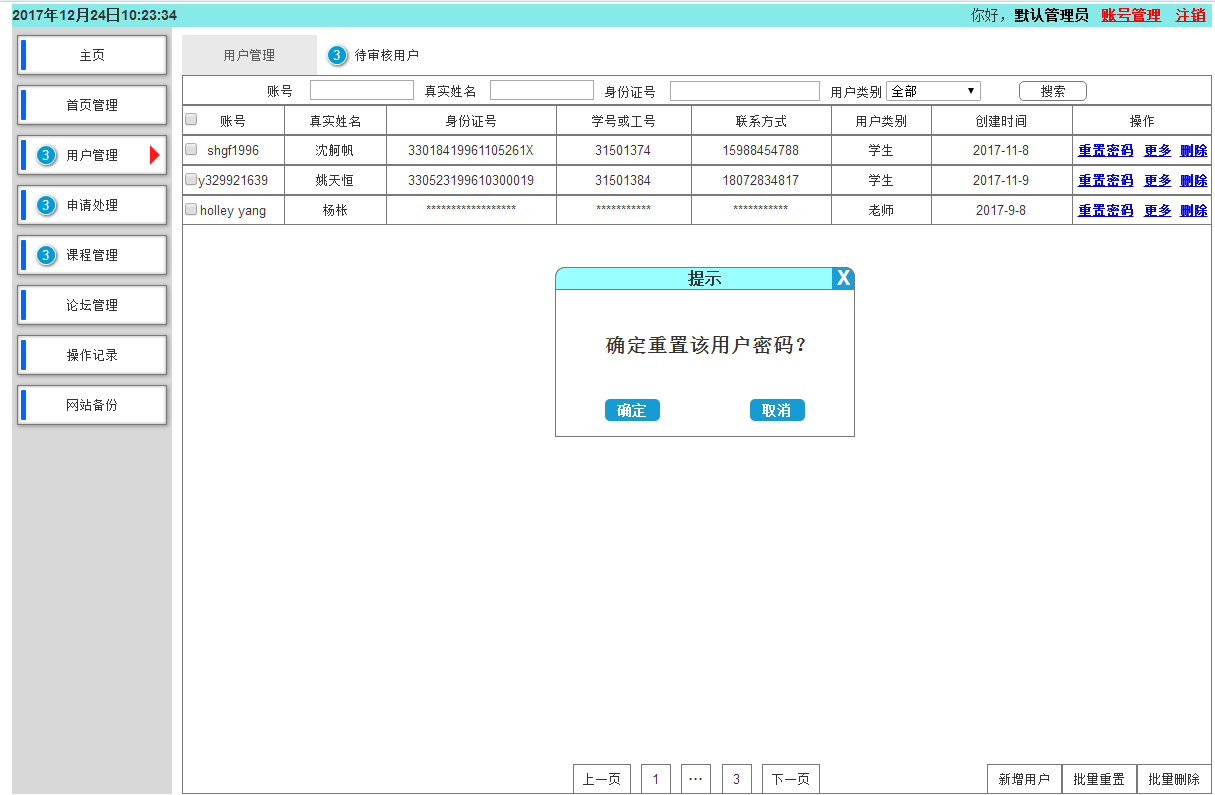 2017年12月24日10:23:34 你好，默认管理员 账号管理 注销
主页
首页管理
3 用户管理
3 申请处理
3 课程管理
论坛管理
操作记录
网站备份
用户管理 3 待审核用户
账号 真实姓名 身份证号 用户类别 全部 搜索
账号 真实姓名 身份证号 学号或工号 联系方式 用户类别 创建时间 操作
shgf1996 沈舸帆 33018419961105261X 31501374 15988454788 学生 2017-11-8 重置密码 更多 删除
y329921639 姚天恒 330523199610300019 31501384 18072834817 学生 2017-11-9 重置密码 更多 删除
holley yang 杨枨 ****************** *********** *********** 老师 2017-9-8 重置密码 更多 删除
提示 X
确定重置该用户密码？
确定 取消
上一页 1 ··· 3 下一页 新增用户 批量重置 批量删除